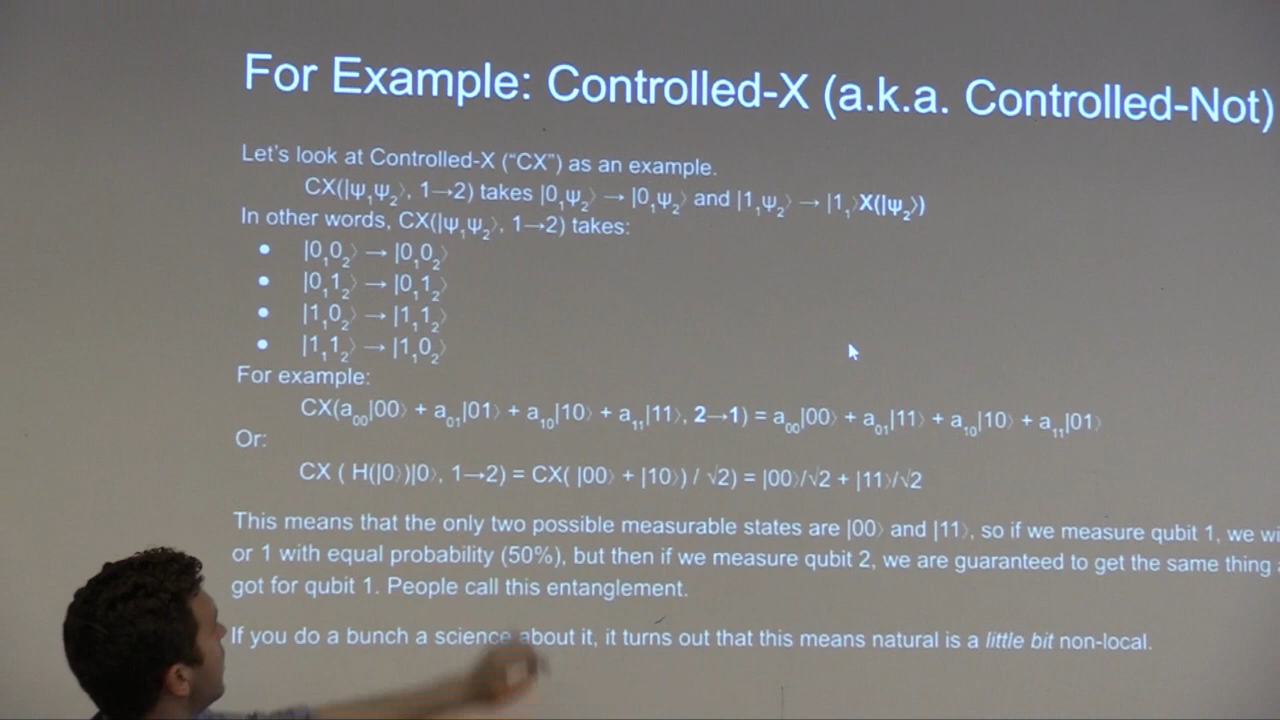 For Example: Controlled-X (a.k.a. Controlled-Not)
Let's look at Controlled-X ("CX") as an example.
CX(|Ψ₁Ψ₂⟩, 1→2) takes |0₁Ψ₂⟩ → |0₁Ψ₂⟩ and |1₁Ψ₂⟩ → |1₁⟩X(|Ψ₂⟩)
In other words, CX(|Ψ₁Ψ₂⟩, 1→2) takes:
● |0₁0₂⟩ → |0₁0₂⟩
● |0₁1₂⟩ → |0₁1₂⟩
● |1₁0₂⟩ → |1₁1₂⟩
● |1₁1₂⟩ → |1₁0₂⟩
For example:
CX(a₀₀|00⟩ + a₀₁|01⟩ + a₁₀|10⟩ + a₁₁|11⟩, 2→1) = a₀₀|00⟩ + a₀₁|11⟩ + a₁₀|10⟩ + a₁₁|01⟩
Or:
CX ( H(|0⟩)|0⟩, 1→2) = CX( |00⟩ + |10⟩) / √2) = |00⟩/√2 + |11⟩/√2
This means that the only two possible measurable states are |00⟩ and |11⟩, so if we measure qubit 1, we
or 1 with equal probability (50%), but then if we measure qubit 2, we are guaranteed to get the same thing
got for qubit 1. People call this entanglement.
If you do a bunch a science about it, it turns out that this means natural is a little bit non-local.